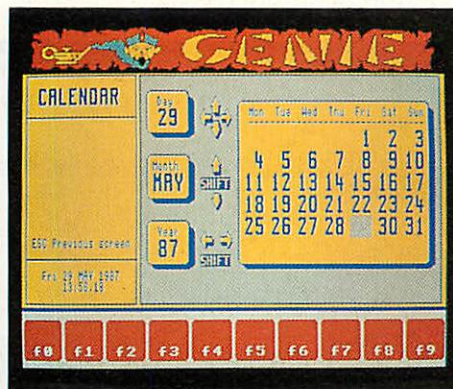 GENIE
CALENDAR
Day
29
Month
MAY
SHIFT
Year
87
SHIFT
Mon Tue Wed Thu Fri Sat Sun
1 2 3
4 5 6 7 8 9 10
11 12 13 14 15 16 17
18 19 20 21 22 23 24
25 26 27 28 30 31
ESC Previous screen
Fri 29 MAY 1987
f0 f1 f2 f3 f4 f5 f6 f7 f8 f9